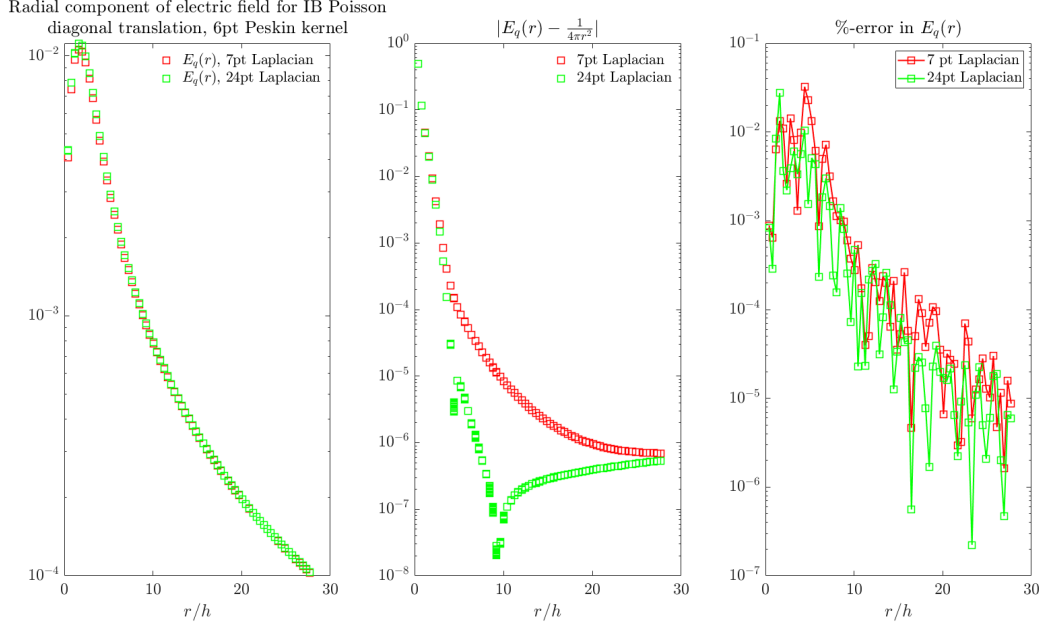 Radial component of electric field for IB Poisson
diagonal translation, 6pt Peskin kernel
E_q(r), 7pt Laplacian
E_q(r), 24pt Laplacian
10^{-2}
10^{-3}
10^{-4}
0 10 20 30
r/h
|E_q(r) − \frac{1}{4πr^2}|
7pt Laplacian
24pt Laplacian
10^0
10^{-1}
10^{-2}
10^{-3}
10^{-4}
10^{-5}
10^{-6}
10^{-7}
10^{-8}
0 10 20 30
r/h
%-error in E_q(r)
7 pt Laplacian
24pt Laplacian
10^{-1}
10^{-2}
10^{-3}
10^{-4}
10^{-5}
10^{-6}
10^{-7}
0 10 20 30
r/h